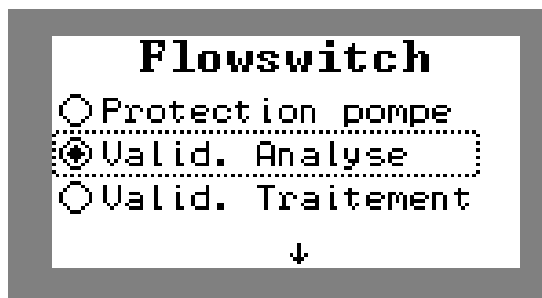 Flowswitch
Protection pompe
Valid. Analyse
Valid. Traitement